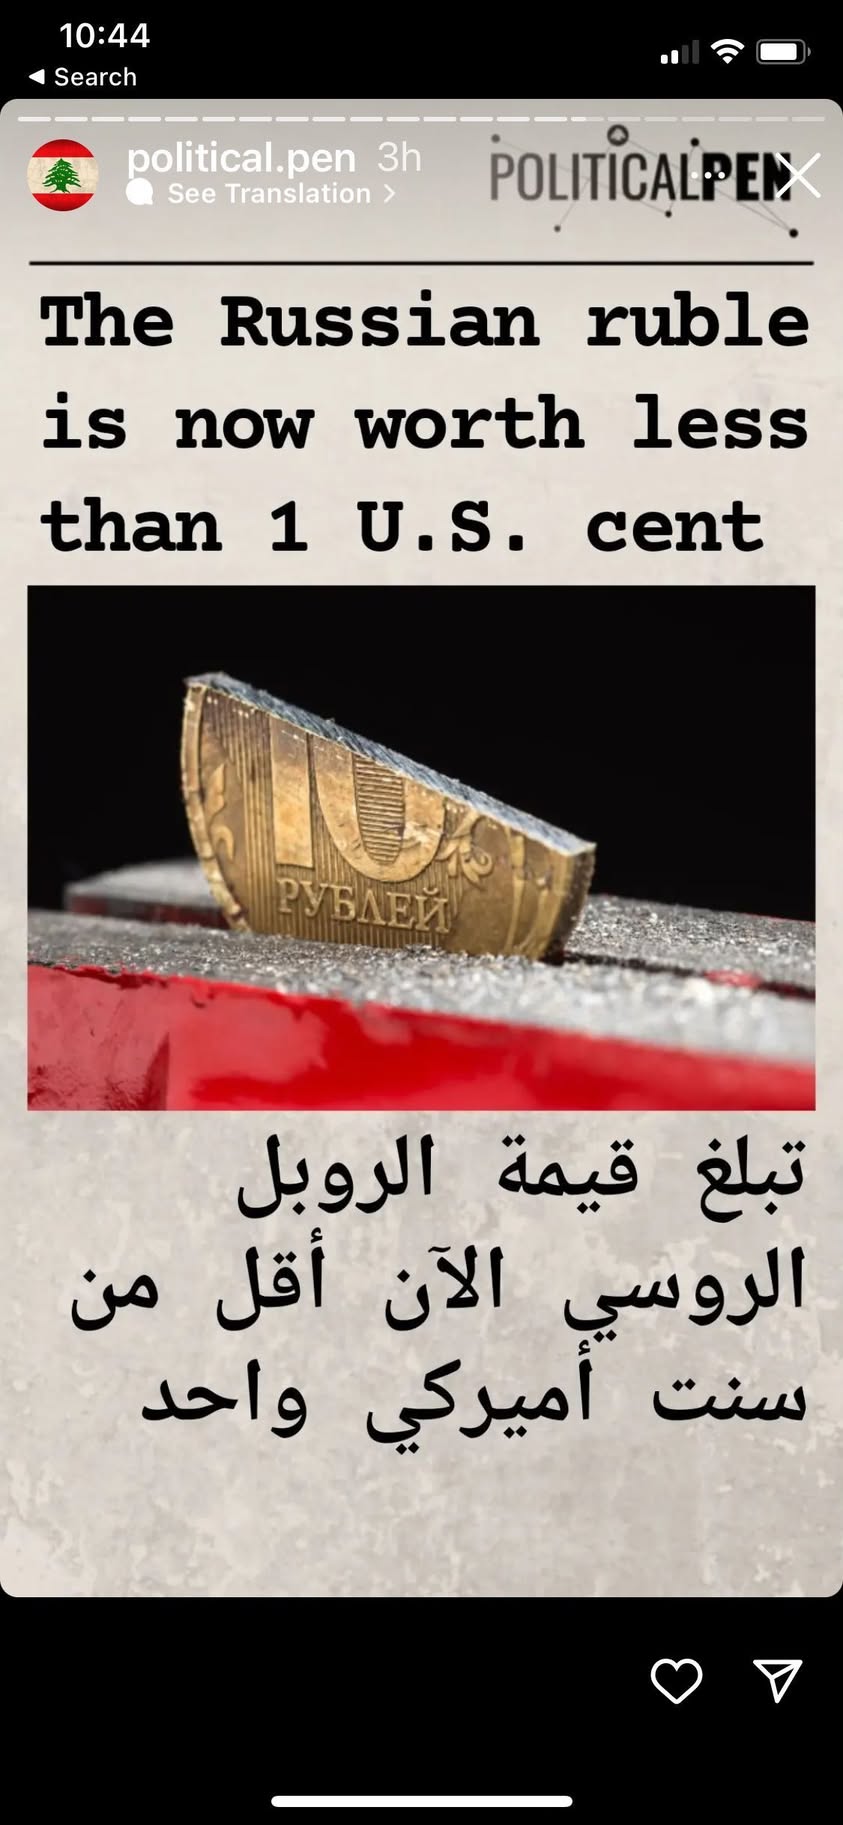 10:44
◀ Search
political.pen 3h
See Translation >
POLITICALPEN
The Russian ruble
is now worth less
than 1 U.S. cent
10
РУБЛЕЙ
تبلغ قيمة الروبل
الروسي الآن أقل من
سنت أميركي واحد